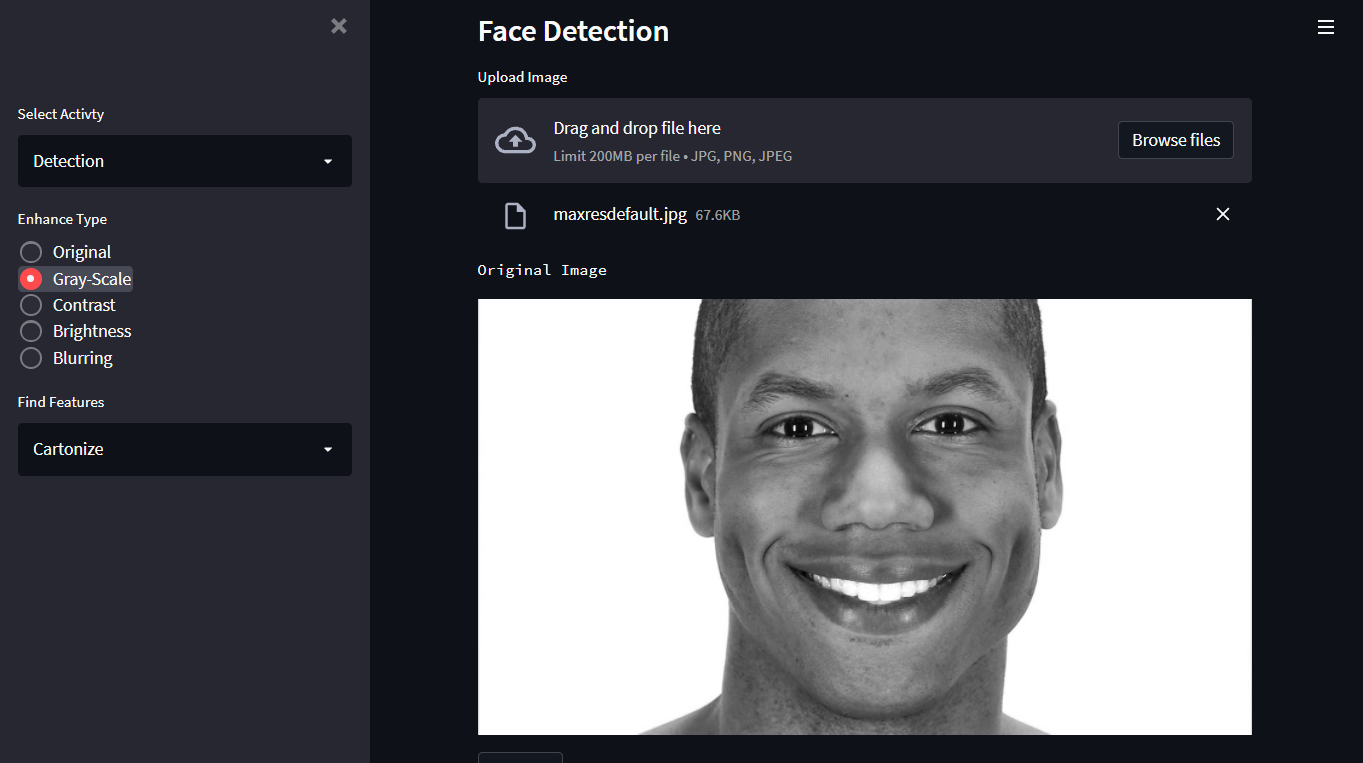 Select Activty
Detection
Enhance Type
Original
Gray-Scale
Contrast
Brightness
Blurring
Find Features
Cartonize
Face Detection
Upload Image
Drag and drop file here
Limit 200MB per file • JPG, PNG, JPEG
Browse files
maxresdefault.jpg 67.6KB
Original Image